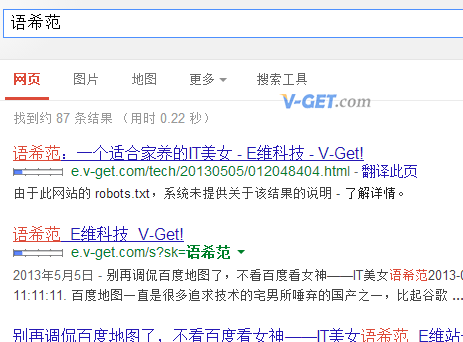 语希范
网页 图片 地图 更多 搜索工具
V-GET.com
找到约 87 条结果 （用时 0.22 秒）
语希范：一个适合家养的IT美女 - E维科技 - V-Get!
e.v-get.com/tech/20130505/012048404.html - 翻译此页
由于此网站的 robots.txt，系统未提供关于该结果的说明 - 了解详情。
语希范_E维科技_V-Get!
e.v-get.com/s?sk=语希范
2013年5月5日 - 别再调侃百度地图了，不看百度看女神——IT美女语希范2013-0
11:11:11. 百度地图一直是很多追求技术的宅男所唾弃的国产之一，比起谷歌 ...
别再调侃百度地图了，不看百度看女神——IT美女语希范_E维站